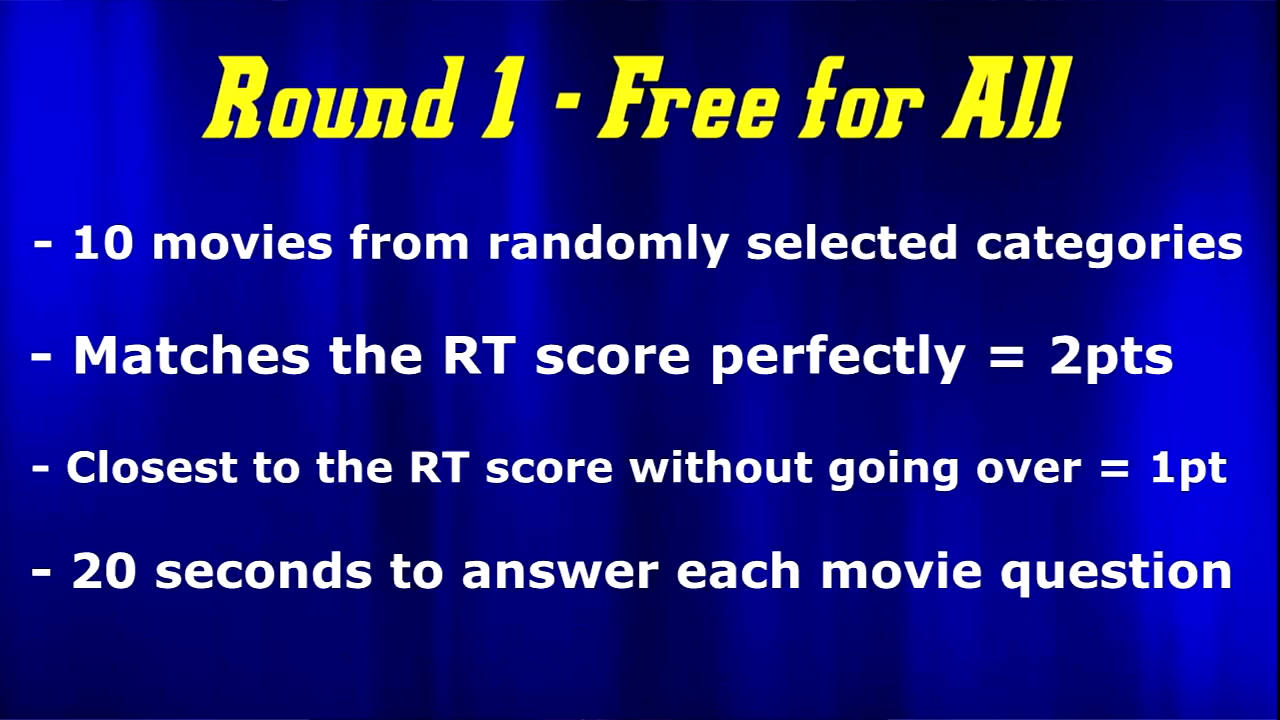 Round 1 - Free for All
- 10 movies from randomly selected categories
- Matches the RT score perfectly = 2pts
- Closest to the RT score without going over = 1pt
- 20 seconds to answer each movie question